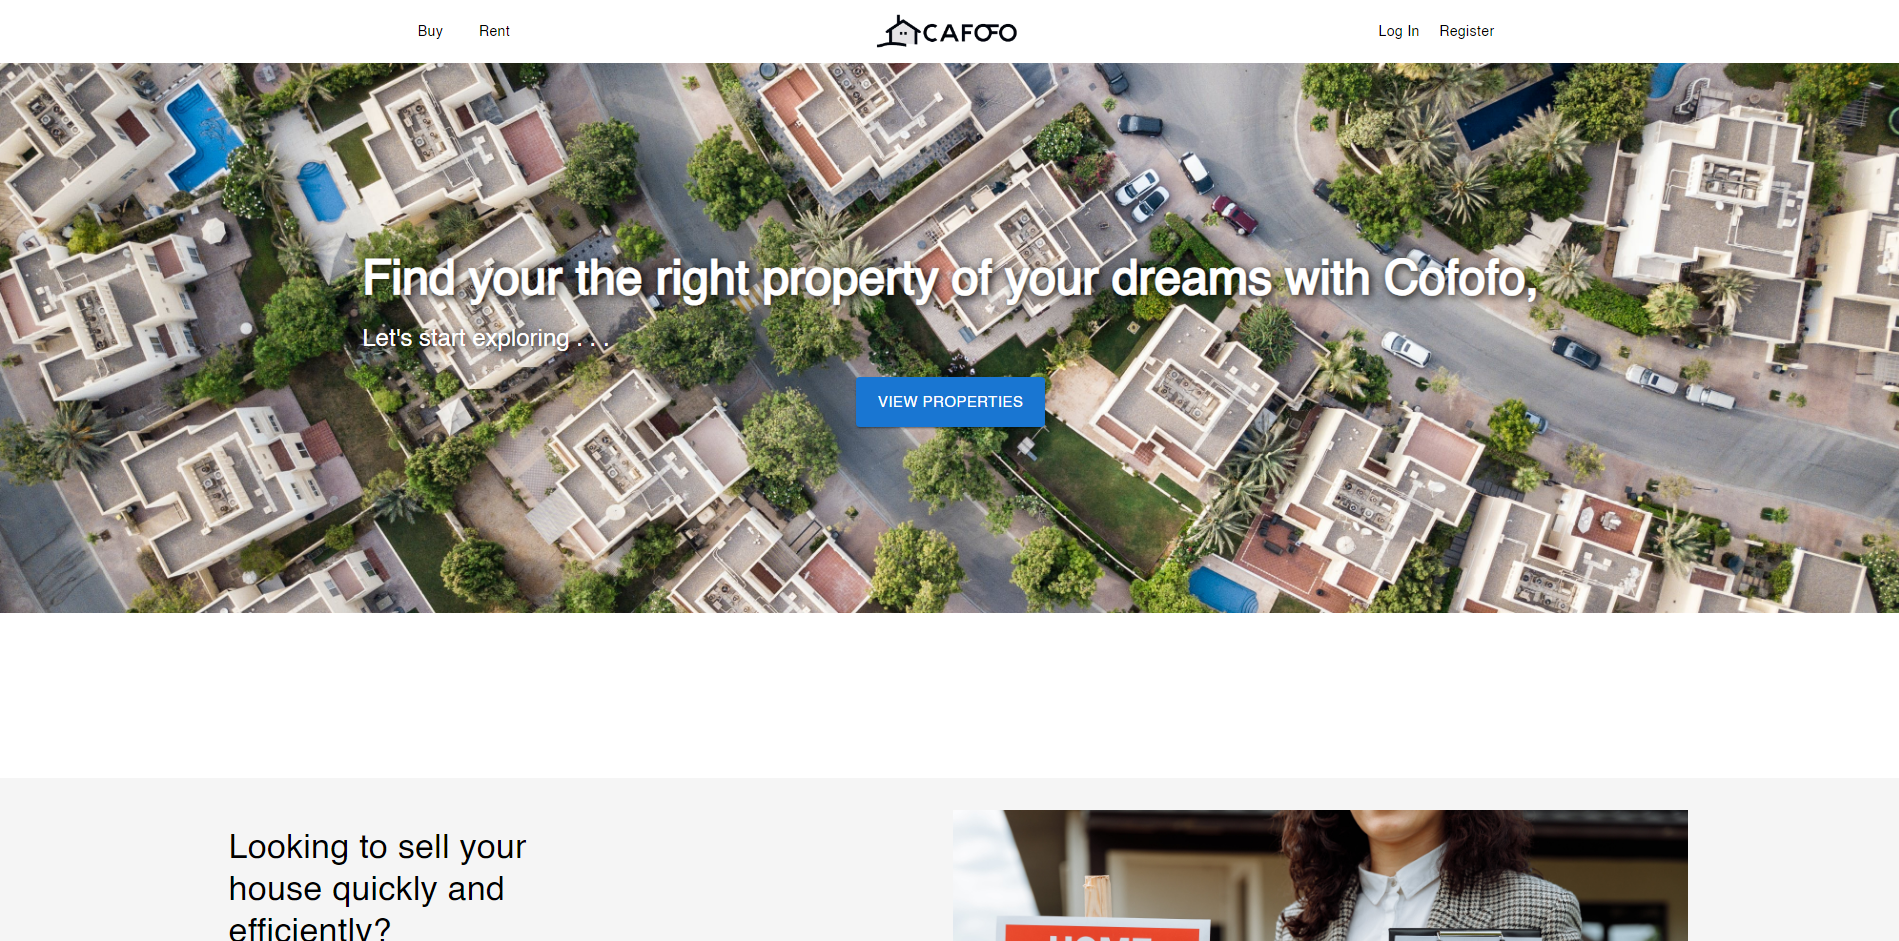 Buy Rent CAFOFO Log In Register
Find your the right property of your dreams with Cofofo,
Let's start exploring . . .
VIEW PROPERTIES
Looking to sell your
house quickly and
efficiently?
HOME